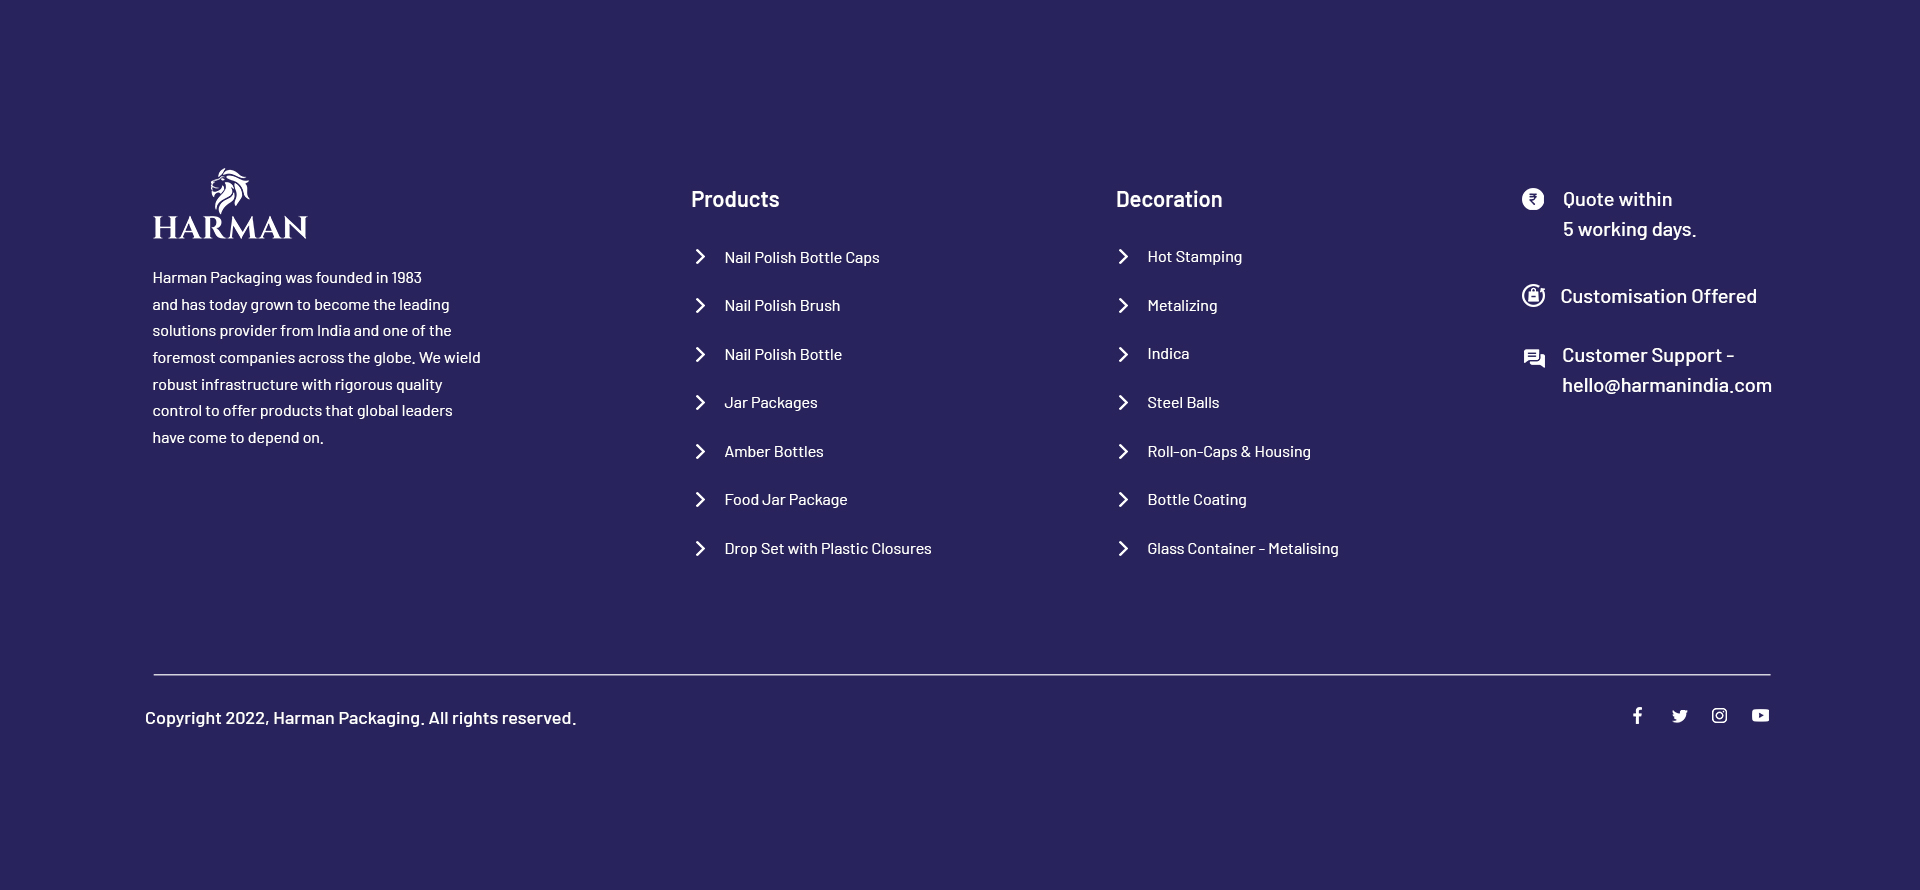 HARMAN
Harman Packaging was founded in 1983
and has today grown to become the leading
solutions provider from India and one of the
foremost companies across the globe. We wield
robust infrastructure with rigorous quality
control to offer products that global leaders
have come to depend on.
Products
Nail Polish Bottle Caps
Nail Polish Brush
Nail Polish Bottle
Jar Packages
Amber Bottles
Food Jar Package
Drop Set with Plastic Closures
Decoration
Hot Stamping
Metalizing
Indica
Steel Balls
Roll-on-Caps & Housing
Bottle Coating
Glass Container - Metalising
Quote within
5 working days.
Customisation Offered
Customer Support -
hello@harmanindia.com
Copyright 2022, Harman Packaging. All rights reserved.